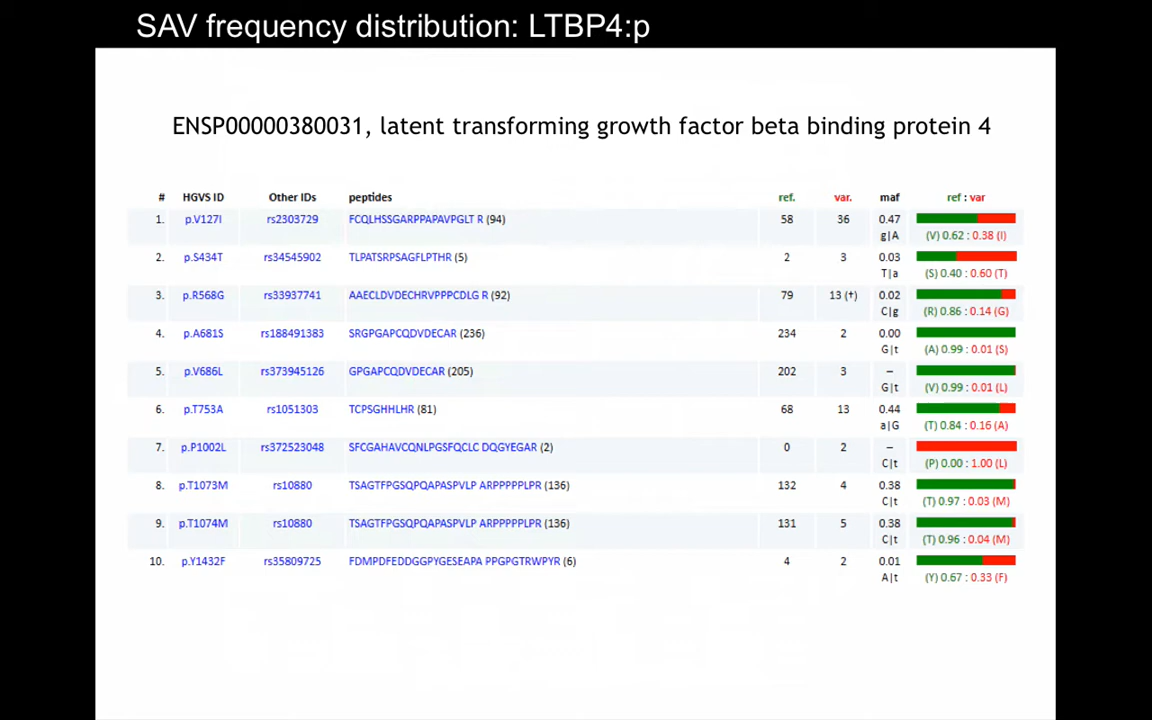 SAV frequency distribution: LTBP4:p
ENSP00000380031, latent transforming growth factor beta binding protein 4
# HGVS ID Other IDs peptides ref. var. maf ref : var
1. p.V127I rs2303729 FCQLHSSGARPPAPAVPGLT R (94) 58 36 0.47
g|A (V) 0.62 : 0.38 (I)
2. p.S434T rs34545902 TLPATSRPSAGFLPTHR (5) 2 3 0.03
T|a (S) 0.40 : 0.60 (T)
3. p.R568G rs33937741 AAECLDVDECHRVPPPCDLG R (92) 79 13 (†) 0.02
C|g (R) 0.86 : 0.14 (G)
4. p.A681S rs188491383 SRGPGAPCQDVDECAR (236) 234 2 0.00
G|t (A) 0.99 : 0.01 (S)
5. p.V686L rs373945126 GPGAPCQDVDECAR (205) 202 3 –
G|t (V) 0.99 : 0.01 (L)
6. p.T753A rs1051303 TCPSGHHLHR (81) 68 13 0.44
a|G (T) 0.84 : 0.16 (A)
7. p.P1002L rs372523048 SFCGAHAVCQNLPGSFQCLC DQGYEGAR (2) 0 2 –
C|t (P) 0.00 : 1.00 (L)
8. p.T1073M rs10880 TSAGTFPGSQPQAPASPVLP ARPPPPPLPR (136) 132 4 0.38
C|t (T) 0.97 : 0.03 (M)
9. p.T1074M rs10880 TSAGTFPGSQPQAPASPVLP ARPPPPPLPR (136) 131 5 0.38
C|t (T) 0.96 : 0.04 (M)
10. p.Y1432F rs35809725 FDMPDFEDDGGPYGESEAPA PPGPGTRWPYR (6) 4 2 0.01
A|t (Y) 0.67 : 0.33 (F)